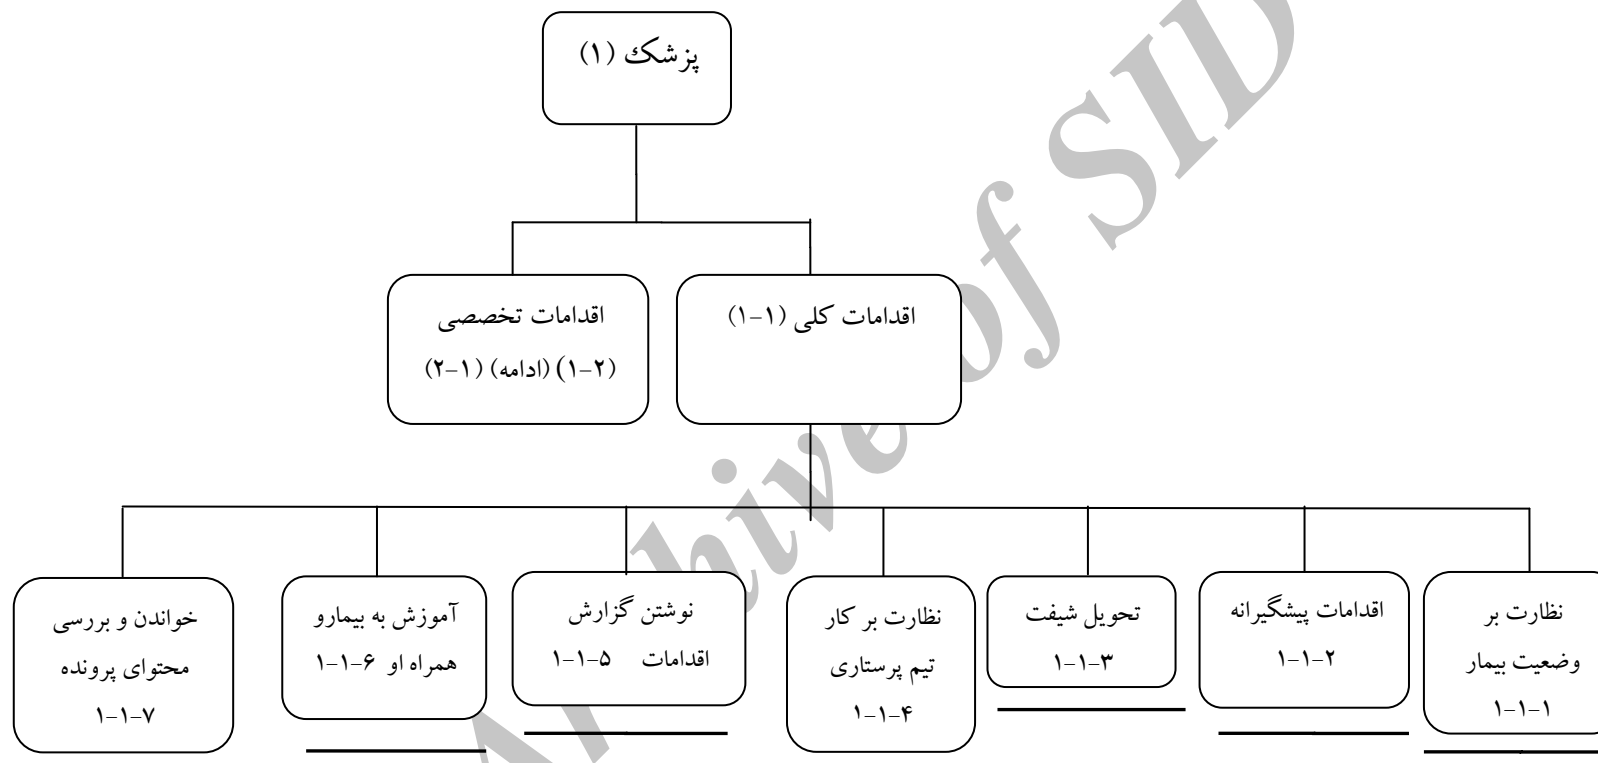 پزشک (۱)
اقدامات کلی (۱-۱)
اقدامات تخصصی
(۱-۲) (ادامه) (۱-۲)
نظارت بر
وضعیت بیمار
۱-۱-۱
اقدامات پیشگیرانه
۱-۱-۲
تحویل شیفت
۱-۱-۳
نظارت بر کار
تیم پرستاری
۱-۱-۴
نوشتن گزارش
اقدامات ۱-۱-۵
آموزش به بیمارو
همراه او ۱-۱-۶
خواندن و بررسی
محتوای پرونده
۱-۱-۷
Archive of SID